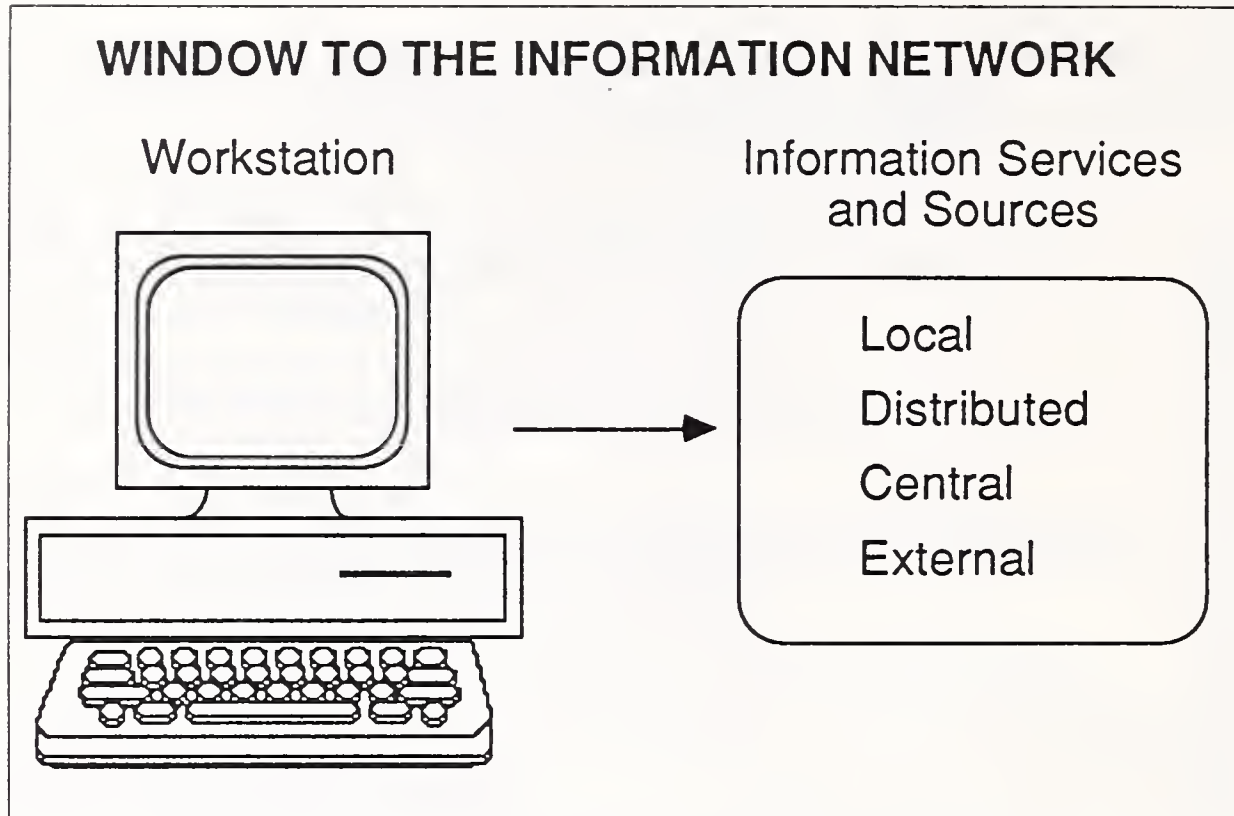 WINDOW TO THE INFORMATION NETWORK
Workstation
Information Services
and Sources
Local
Distributed
Central
External